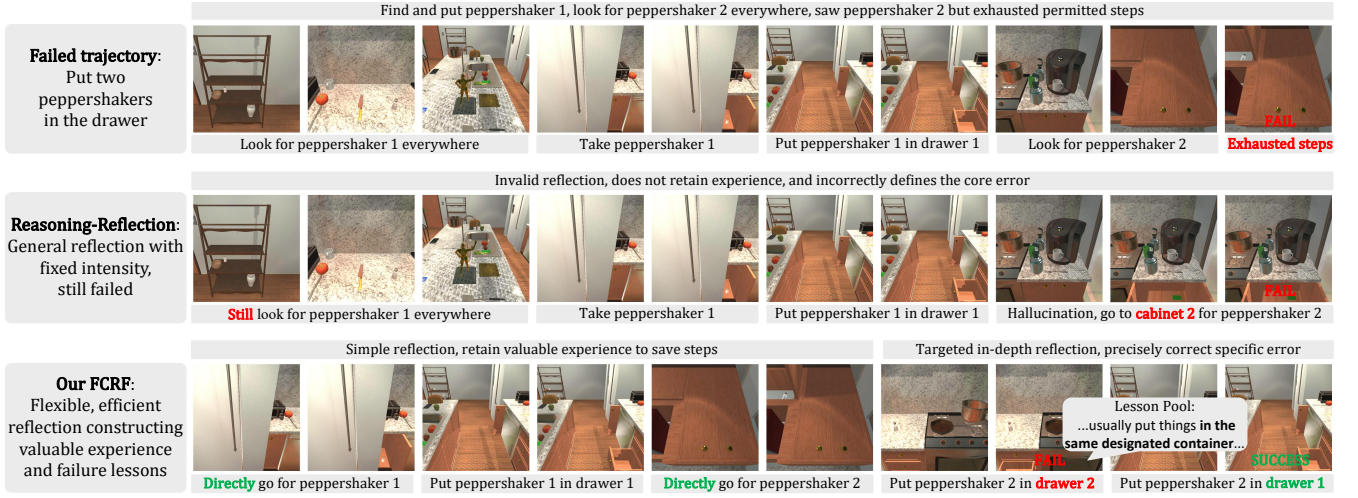 Find and put peppershaker 1, look for peppershaker 2 everywhere, saw peppershaker 2 but exhausted permitted steps
Failed trajectory:
Put two
peppershakers
in the drawer
FAIL
Look for peppershaker 1 everywhere
Take peppershaker 1
Put peppershaker 1 in drawer 1
Look for peppershaker 2
Exhausted steps
Invalid reflection, does not retain experience, and incorrectly defines the core error
Reasoning-Reflection:
General reflection with
fixed intensity,
still failed
FAIL
Still look for peppershaker 1 everywhere
Take peppershaker 1
Put peppershaker 1 in drawer 1
Hallucination, go to cabinet 2 for peppershaker 2
Simple reflection, retain valuable experience to save steps
Targeted in-depth reflection, precisely correct specific error
Our FCRF:
Flexible, efficient
reflection constructing
valuable experience
and failure lessons
Lesson Pool:
...usually put things in the
same designated container...
FAIL
SUCCESS
Directly go for peppershaker 1
Put peppershaker 1 in drawer 1
Directly go for peppershaker 2
Put peppershaker 2 in drawer 2
Put peppershaker 2 in drawer 1